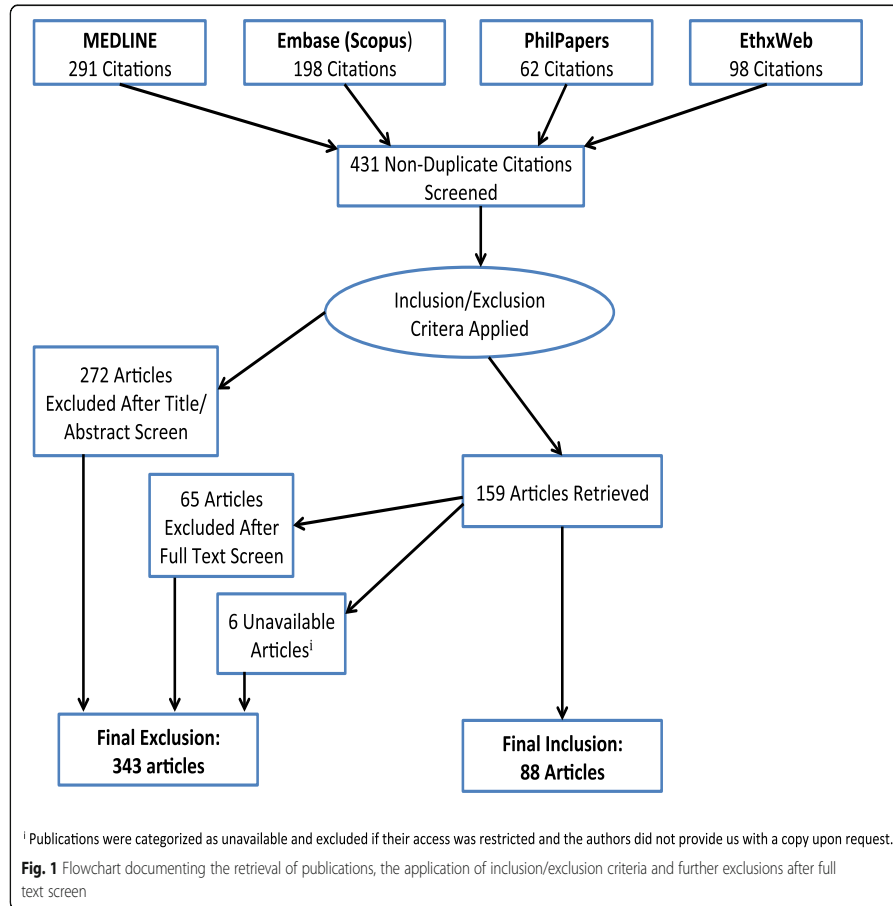 MEDLINE
291 Citations
Embase (Scopus)
198 Citations
PhilPapers
62 Citations
EthxWeb
98 Citations
431 Non-Duplicate Citations
Screened
Inclusion/Exclusion
Critera Applied
272 Articles
Excluded After Title/
Abstract Screen
159 Articles Retrieved
65 Articles
Excluded After
Full Text Screen
6 Unavailable
Articlesⁱ
Final Exclusion:
343 articles
Final Inclusion:
88 Articles
ⁱ Publications were categorized as unavailable and excluded if their access was restricted and the authors did not provide us with a copy upon request.
Fig. 1 Flowchart documenting the retrieval of publications, the application of inclusion/exclusion criteria and further exclusions after full
text screen